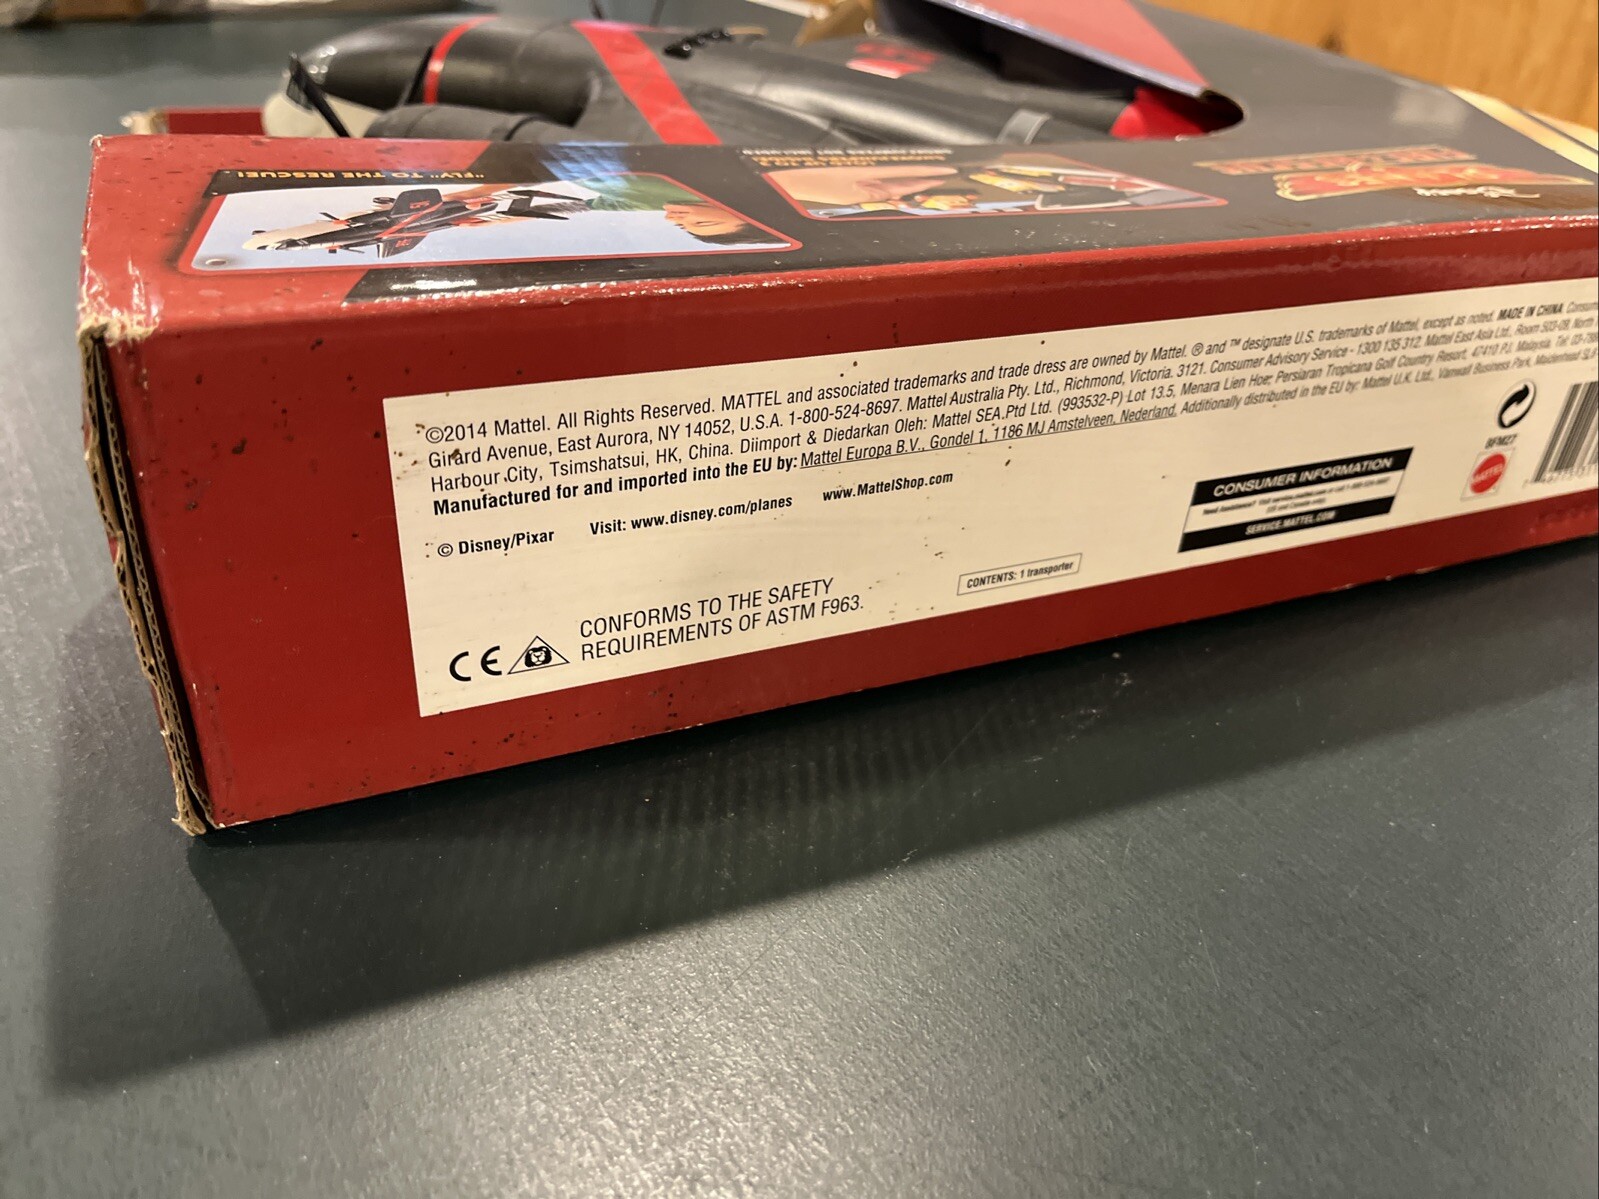 "FLY" TO THE RESCUE!
©2014 Mattel. All Rights Reserved. MATTEL and associated trademarks and trade dress are owned by Mattel. ® and ™ designate U.S. trademarks of Mattel, except as noted. MADE IN CHINA.
Girard Avenue, East Aurora, NY 14052, U.S.A. 1-800-524-8697. Mattel Australia Pty. Ltd., Richmond, Victoria. 3121. Consumer Advisory Service - 1300 135 312. Mattel East Asia Ltd. Room 503-09, North
Harbour City, Tsimshatsui, HK, China. Diimport & Diedarkan Oleh: Mattel SEA Ptd Ltd. (993532-P) Lot 13.5, Menara Lien Hoe; Persiaran Tropicana Golf Country Resort, 47410 PJ. Malaysia. Tel:
Manufactured for and imported into the EU by: Mattel Europa B.V., Gondel 1, 1186 MJ Amstelveen, Nederland. Additionally distributed in the EU by: Mattel U.K. Ltd., Vanwall Business Park, Maidenhead
© Disney/Pixar Visit: www.disney.com/planes www.MattelShop.com
CONSUMER INFORMATION
SERVICE.MATTEL.COM
BFM27
MATTEL
CONTENTS: 1 transporter
CE
CONFORMS TO THE SAFETY
REQUIREMENTS OF ASTM F963.